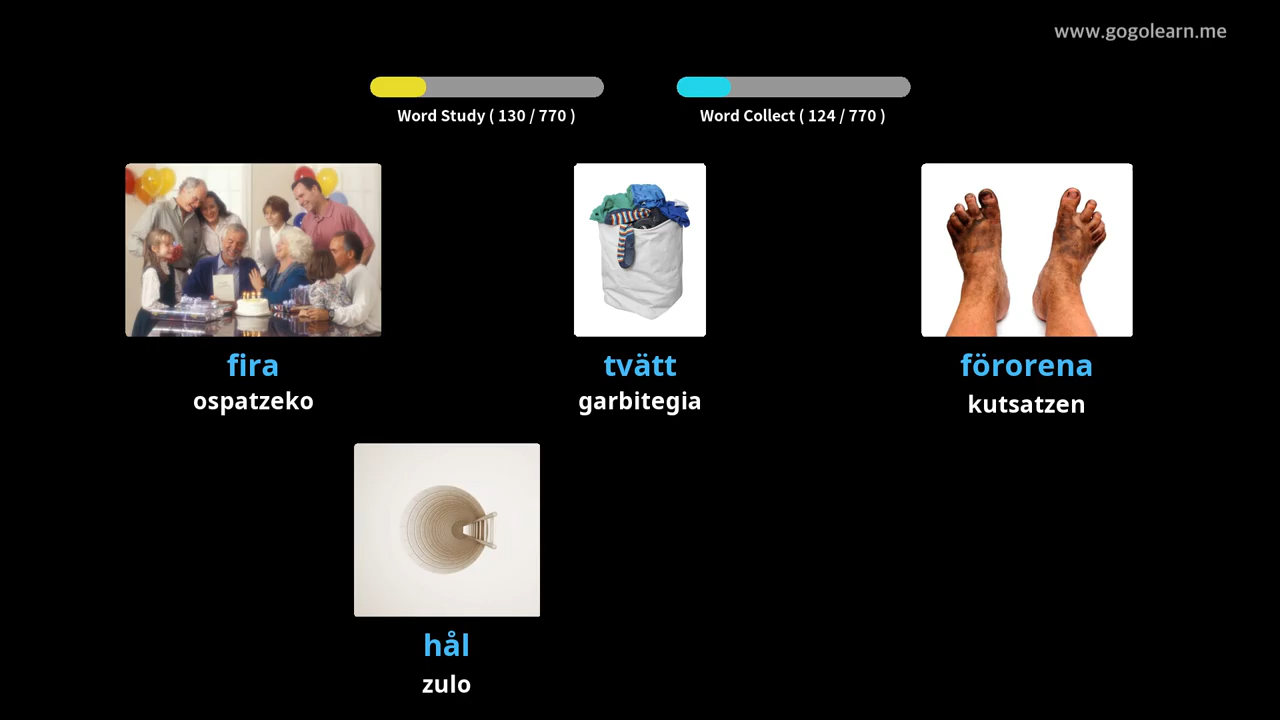 www.gogolearn.me
Word Study ( 130 / 770 )
Word Collect ( 124 / 770 )
fira
ospatzeko
tvätt
garbitegia
förorena
kutsatzen
hål
zulo